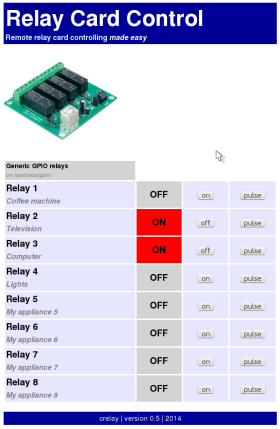 Relay Card Control
Remote relay card controlling made easy
Generic GPIO relays
on /sys/class/gpio/
Relay 1 OFF on pulse
Coffee machine
Relay 2 ON off pulse
Television
Relay 3 ON off pulse
Computer
Relay 4 OFF on pulse
Lights
Relay 5 OFF on pulse
My appliance 5
Relay 6 OFF on pulse
My appliance 6
Relay 7 OFF on pulse
My appliance 7
Relay 8 OFF on pulse
My appliance 8
crelay | version 0.5 | 2014